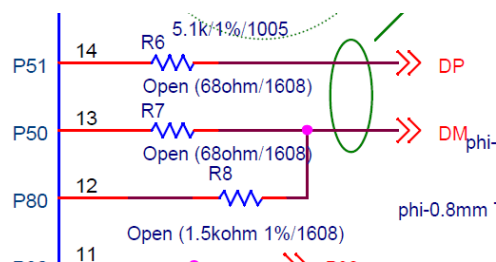 5.1k/1%/1005
14
R6
P51
DP
Open (68ohm/1608)
13
R7
P50
DM
phi-
Open (68ohm/1608)
12
R8
P80
phi-0.8mm
Open (1.5kohm 1%/1608)
11